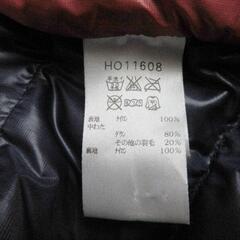 HO11608
表地 ナイロン 100%
中わた
ダウン 80%
その他の羽毛 20%
裏地 ナイロン 100%